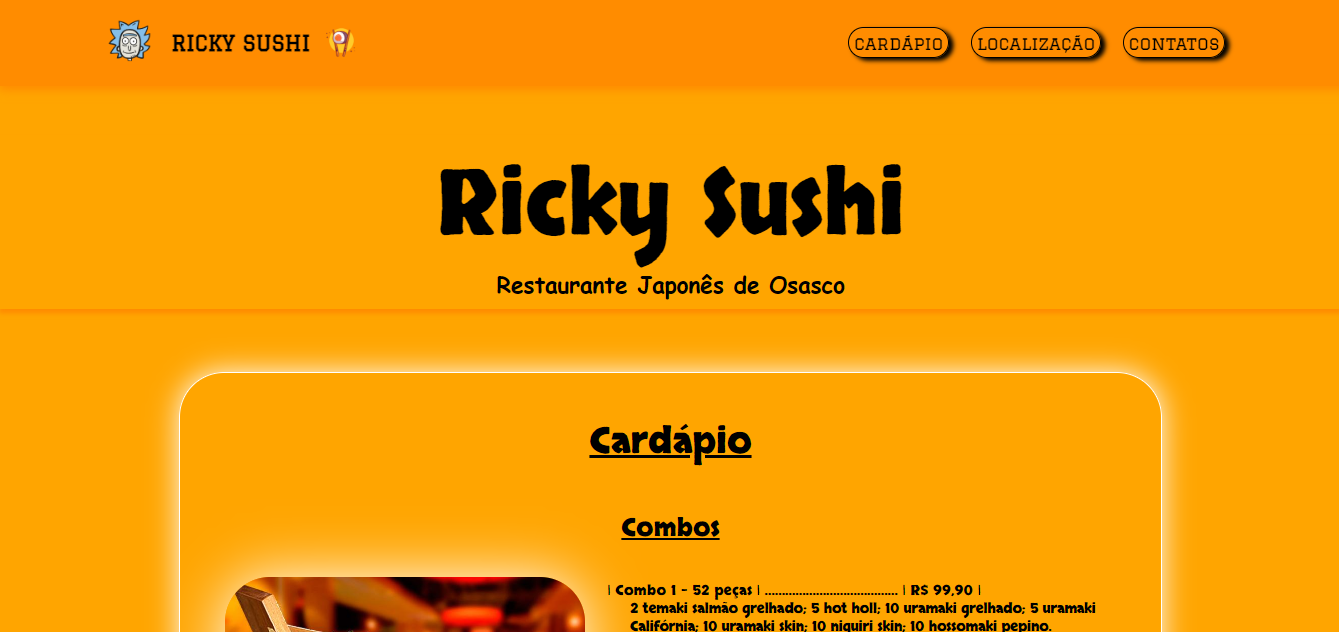 RICKY SUSHI
CARDÁPIO
LOCALIZAÇÃO
CONTATOS
Ricky Sushi
Restaurante Japonês de Osasco
Cardápio
Combos
| Combo 1 - 52 peças | ....................................... | R$ 99,90 |
2 temaki salmão grelhado; 5 hot holl; 10 uramaki grelhado; 5 uramaki
Califórnia; 10 uramaki skin; 10 niguiri skin; 10 hossomaki pepino.